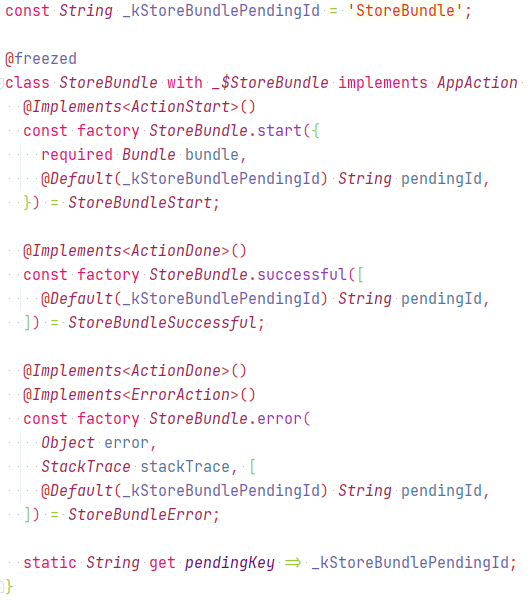 const String _kStoreBundlePendingId = 'StoreBundle';

@freezed
class StoreBundle with _$StoreBundle implements AppAction
  @Implements<ActionStart>()
  const factory StoreBundle.start({
    required Bundle bundle,
    @Default(_kStoreBundlePendingId) String pendingId,
  }) = StoreBundleStart;

  @Implements<ActionDone>()
  const factory StoreBundle.successful([
    @Default(_kStoreBundlePendingId) String pendingId,
  ]) = StoreBundleSuccessful;

  @Implements<ActionDone>()
  @Implements<ErrorAction>()
  const factory StoreBundle.error(
    Object error,
    StackTrace stackTrace, [
    @Default(_kStoreBundlePendingId) String pendingId,
  ]) = StoreBundleError;

  static String get pendingKey => _kStoreBundlePendingId;
}